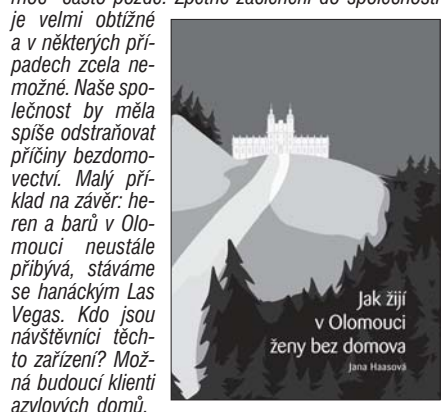 je velmi obtížné
a v některých pří-
padech zcela ne-
možné. Naše spo-
lečnost by měla
spíše odstraňovat
příčiny bezdomo-
vectví. Malý pří-
klad na závěr: he-
ren a barů v Olo-
mouci neustále
přibývá, stáváme
se hanáckým Las
Vegas. Kdo jsou
návštěvníci těch-
to zařízení? Mož-
ná budoucí klienti
azylových domů.
Jak žijí
v Olomouci
ženy bez domova
Jana Haasová